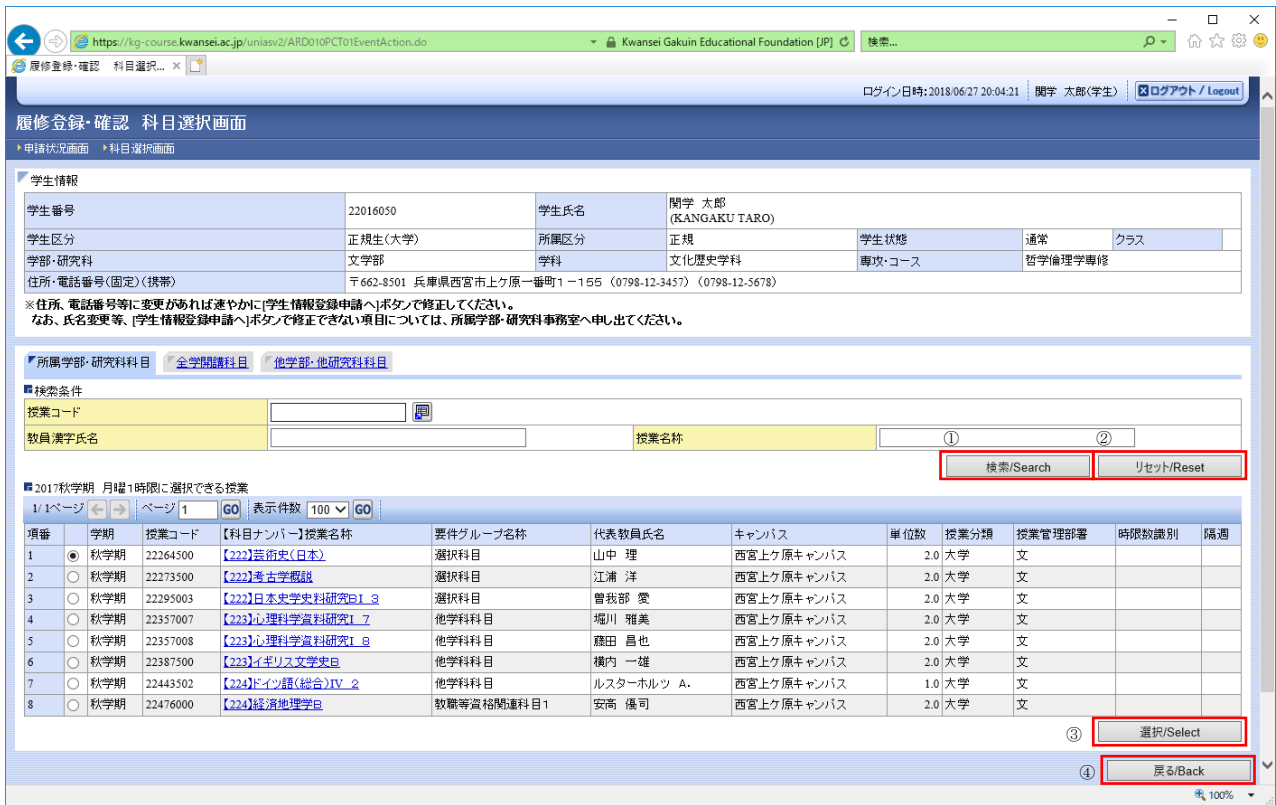 https://kg-course.kwansei.ac.jp/uniasv2/ARD010PCT01EventAction.do Kwansei Gakuin Educational Foundation [JP] 検索...
履修登録・確認 科目選択...
ログイン日時:2018/06/27 20:04:21 関学 太郎(学生) ログアウト / Logout
履修登録・確認 科目選択画面
申請状況画面 科目選択画面
学生情報
学生番号 22016050 学生氏名 関学 太郎
(KANGAKU TARO)
学生区分 正規生(大学) 所属区分 正規 学生状態 通常 クラス
学部・研究科 文学部 学科 文化歴史学科 専攻・コース 哲学倫理学専修
住所・電話番号(固定)(携帯) 〒662-8501 兵庫県西宮市上ケ原一番町1－155 (0798-12-3457) (0798-12-5678)
※住所、電話番号等に変更があれば速やかに[学生情報登録申請へ]ボタンで修正してください。
なお、氏名変更等、[学生情報登録申請へ]ボタンで修正できない項目については、所属学部・研究科事務室へ申し出てください。
所属学部・研究科科目 全学開講科目 他学部・他研究科科目
検索条件
授業コード
教員漢字氏名 授業名称 ① ②
検索/Search リセット/Reset
2017秋学期 月曜1時限に選択できる授業
1/1ページ ページ 1 GO 表示件数 100 GO
項番 学期 授業コード 【科目ナンバー】授業名称 要件グループ名称 代表教員氏名 キャンパス 単位数 授業分類 授業管理部署 時限数識別 隔週
1 秋学期 22264500 【222】芸術史(日本) 選択科目 山中 理 西宮上ケ原キャンパス 2.0 大学 文
2 秋学期 22273500 【222】考古学概説 選択科目 江浦 洋 西宮上ケ原キャンパス 2.0 大学 文
3 秋学期 22295003 【222】日本史学史料研究BI 3 選択科目 曽我部 愛 西宮上ケ原キャンパス 2.0 大学 文
4 秋学期 22357007 【223】心理科学資料研究I 7 他学科科目 堀川 雅美 西宮上ケ原キャンパス 2.0 大学 文
5 秋学期 22357008 【223】心理科学資料研究I 8 他学科科目 藤田 昌也 西宮上ケ原キャンパス 2.0 大学 文
6 秋学期 22387500 【223】イギリス文学史B 他学科科目 横内 一雄 西宮上ケ原キャンパス 2.0 大学 文
7 秋学期 22443502 【224】ドイツ語(総合)IV 2 他学科科目 ルスターホルツ A. 西宮上ケ原キャンパス 1.0 大学 文
8 秋学期 22476000 【224】経済地理学B 教職等資格関連科目1 安高 司 西宮上ケ原キャンパス 2.0 大学 文
③ 選択/Select
④ 戻る/Back
100%